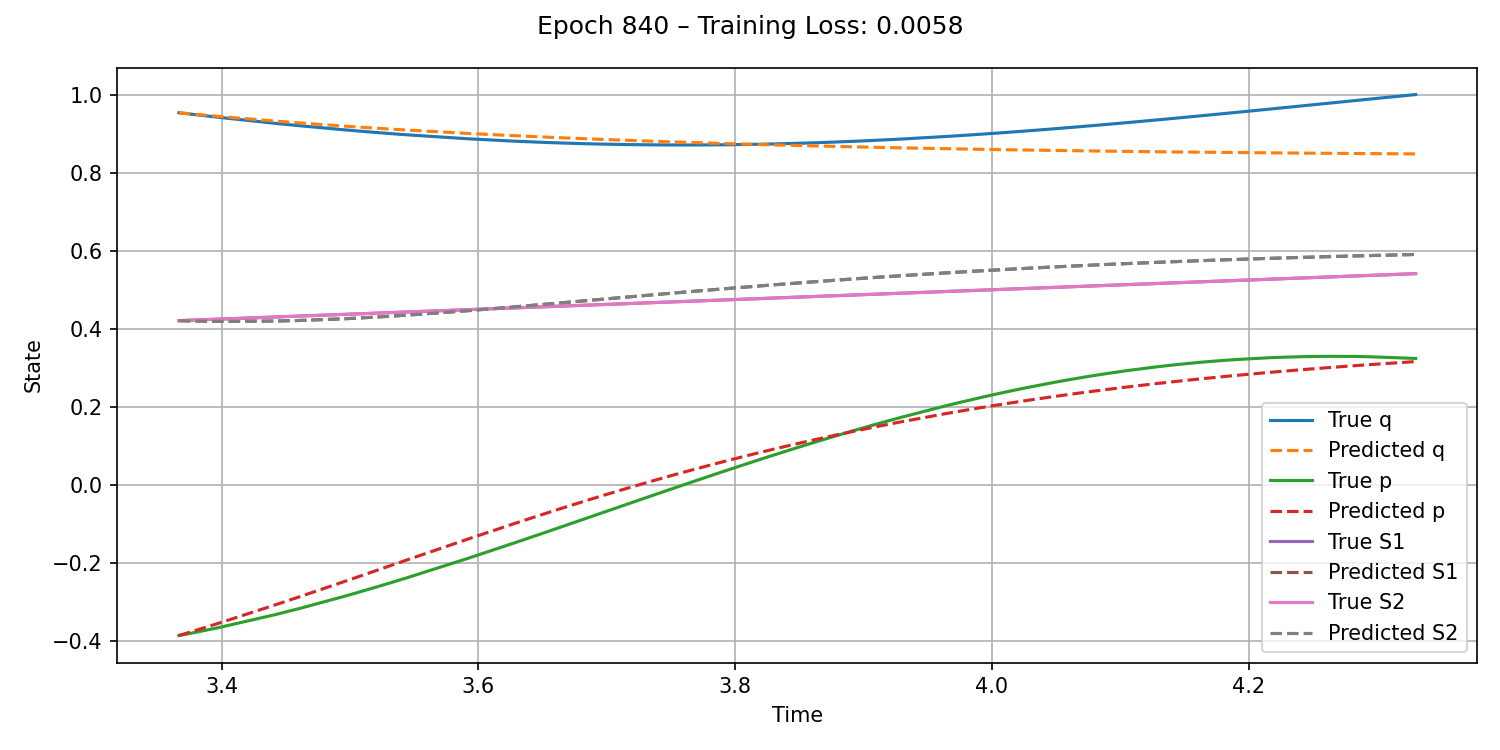 Epoch 840 – Training Loss: 0.0058
1.0
0.8
0.6
0.4
0.2
0.0
−0.2
−0.4
State
3.4
3.6
3.8
4.0
4.2
Time
True q
Predicted q
True p
Predicted p
True S1
Predicted S1
True S2
Predicted S2